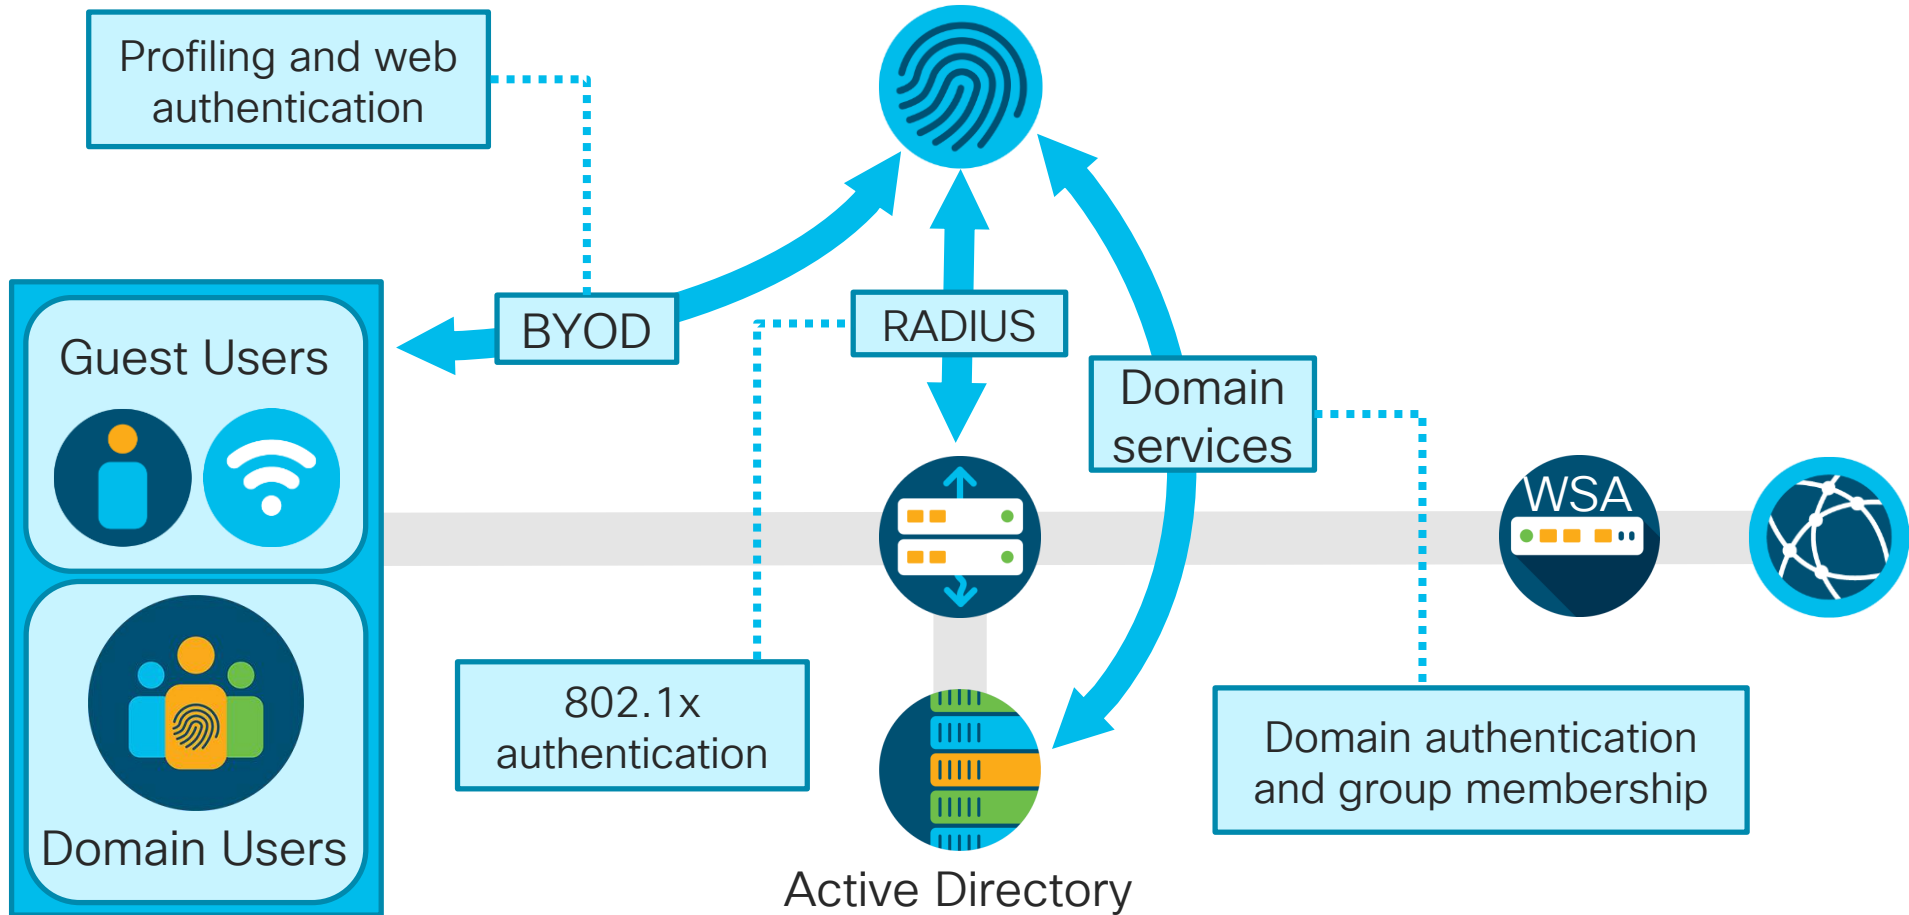 Profiling and web
authentication
Guest Users
BYOD
RADIUS
Domain
services
WSA
802.1x
authentication
Domain authentication
and group membership
Domain Users
Active Directory